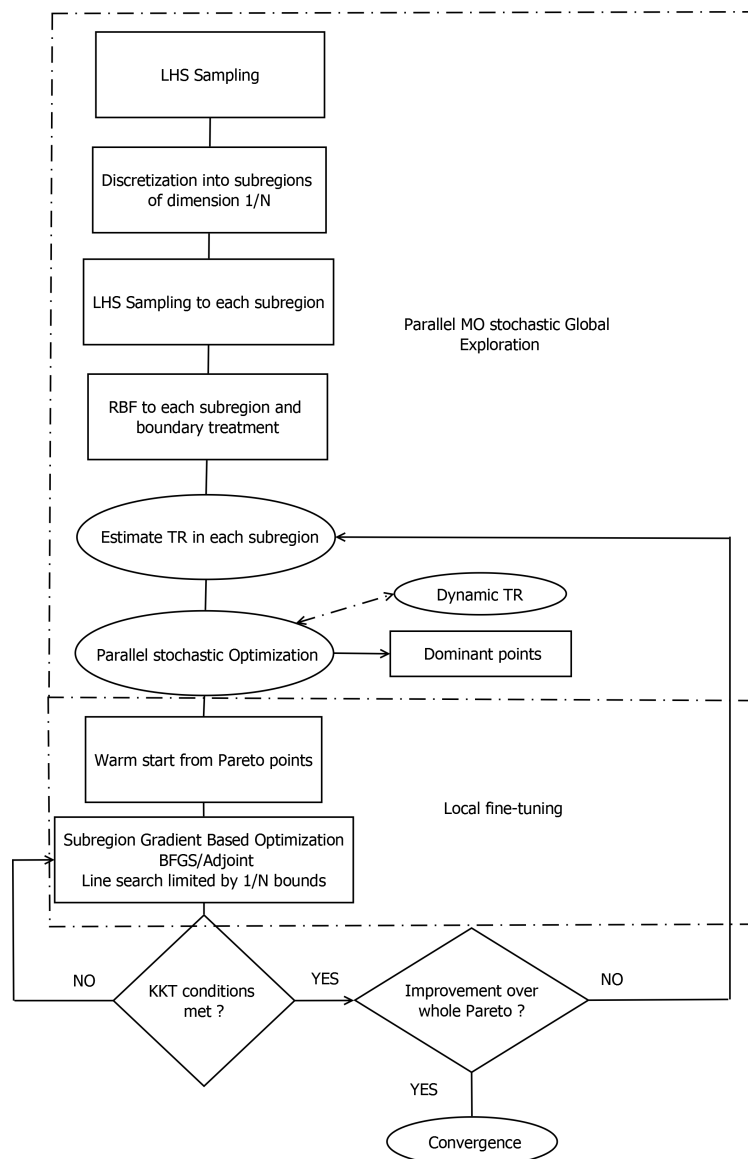 LHS Sampling
Discretization into subregions
of dimension 1/N
LHS Sampling to each subregion
Parallel MO stochastic Global
Exploration
RBF to each subregion and
boundary treatment
Estimate TR in each subregion
Dynamic TR
Parallel stochastic Optimization
Dominant points
Warm start from Pareto points
Local fine-tuning
Subregion Gradient Based Optimization
BFGS/Adjoint
Line search limited by 1/N bounds
NO
KKT conditions
met ?
YES
Improvement over
whole Pareto ?
NO
YES
Convergence